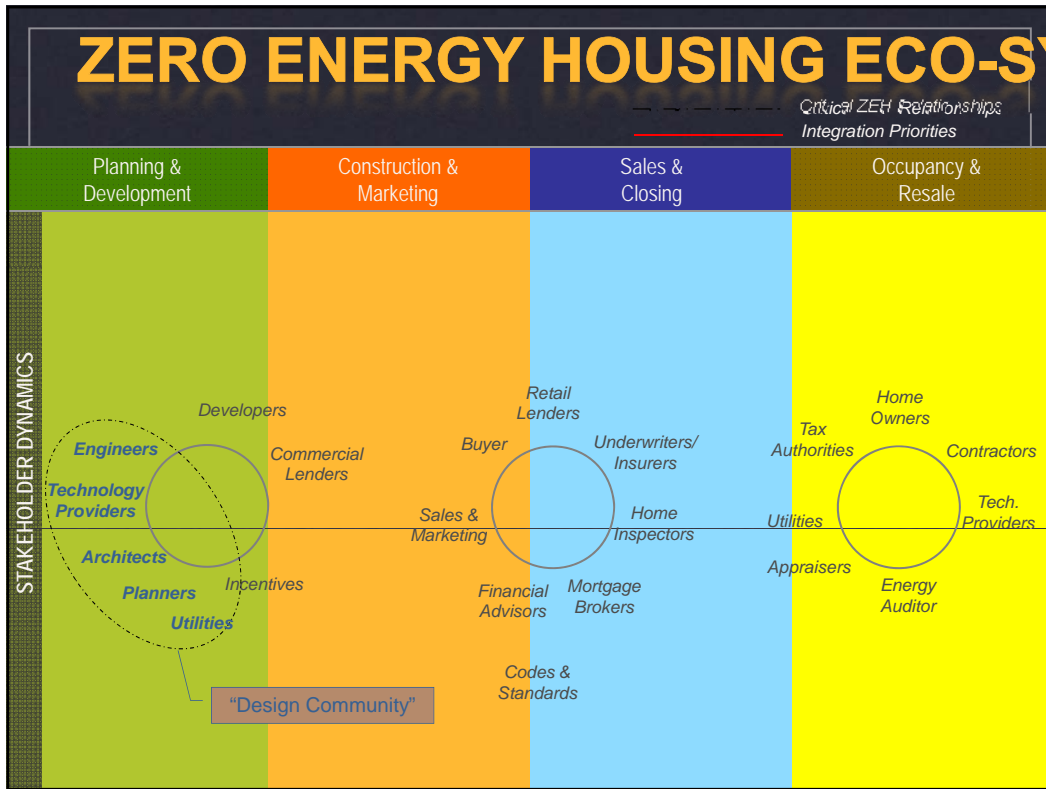 ZERO ENERGY HOUSING ECO-SY
Critical ZEH Relationships
Integration Priorities
Planning &
Development
Construction &
Marketing
Sales &
Closing
Occupancy &
Resale
STAKEHOLDER DYNAMICS
Developers
Engineers
Commercial
Lenders
Technology
Providers
Architects
Incentives
Planners
Utilities
“Design Community”
Retail
Lenders
Buyer
Underwriters/
Insurers
Sales &
Marketing
Home
Inspectors
Financial
Advisors
Mortgage
Brokers
Codes &
Standards
Home
Owners
Tax
Authorities
Contractors
Tech.
Providers
Utilities
Appraisers
Energy
Auditor